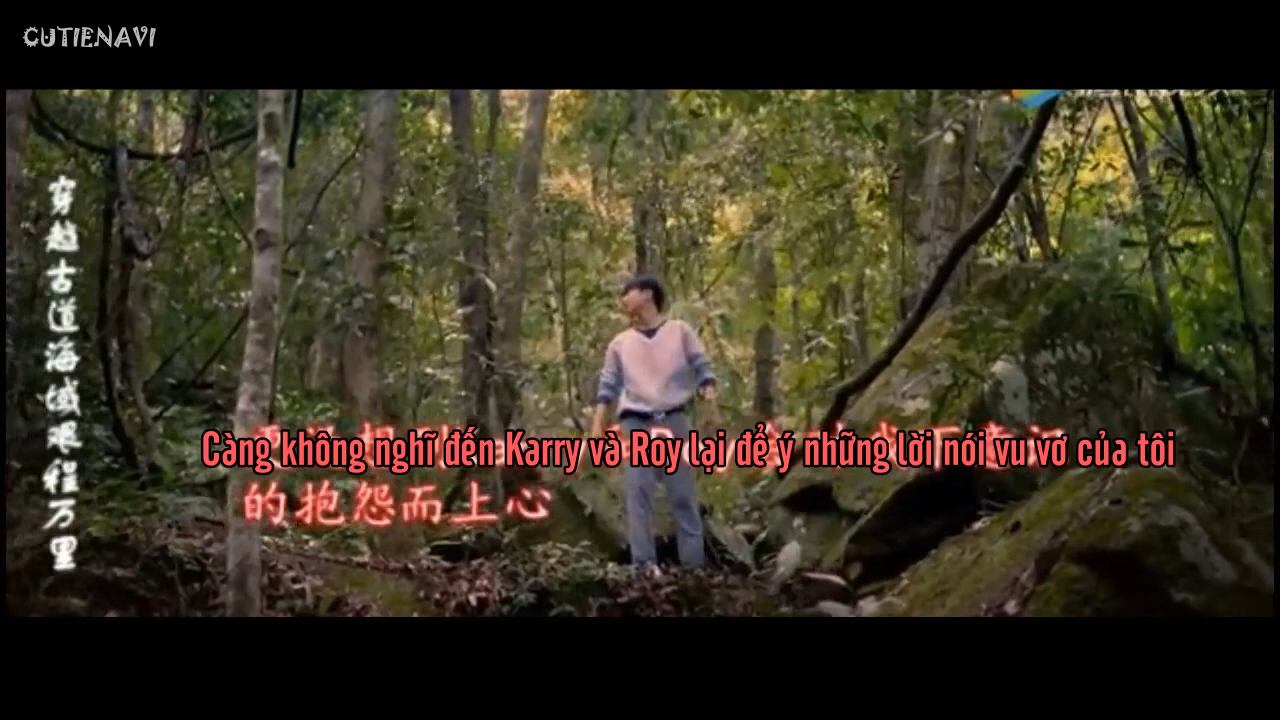 CUTIENAVI
穿越古道海域艰程万里
Càng không nghĩ đến Karry và Roy lại để ý những lời nói vu vơ của tôi
的抱怨而上心